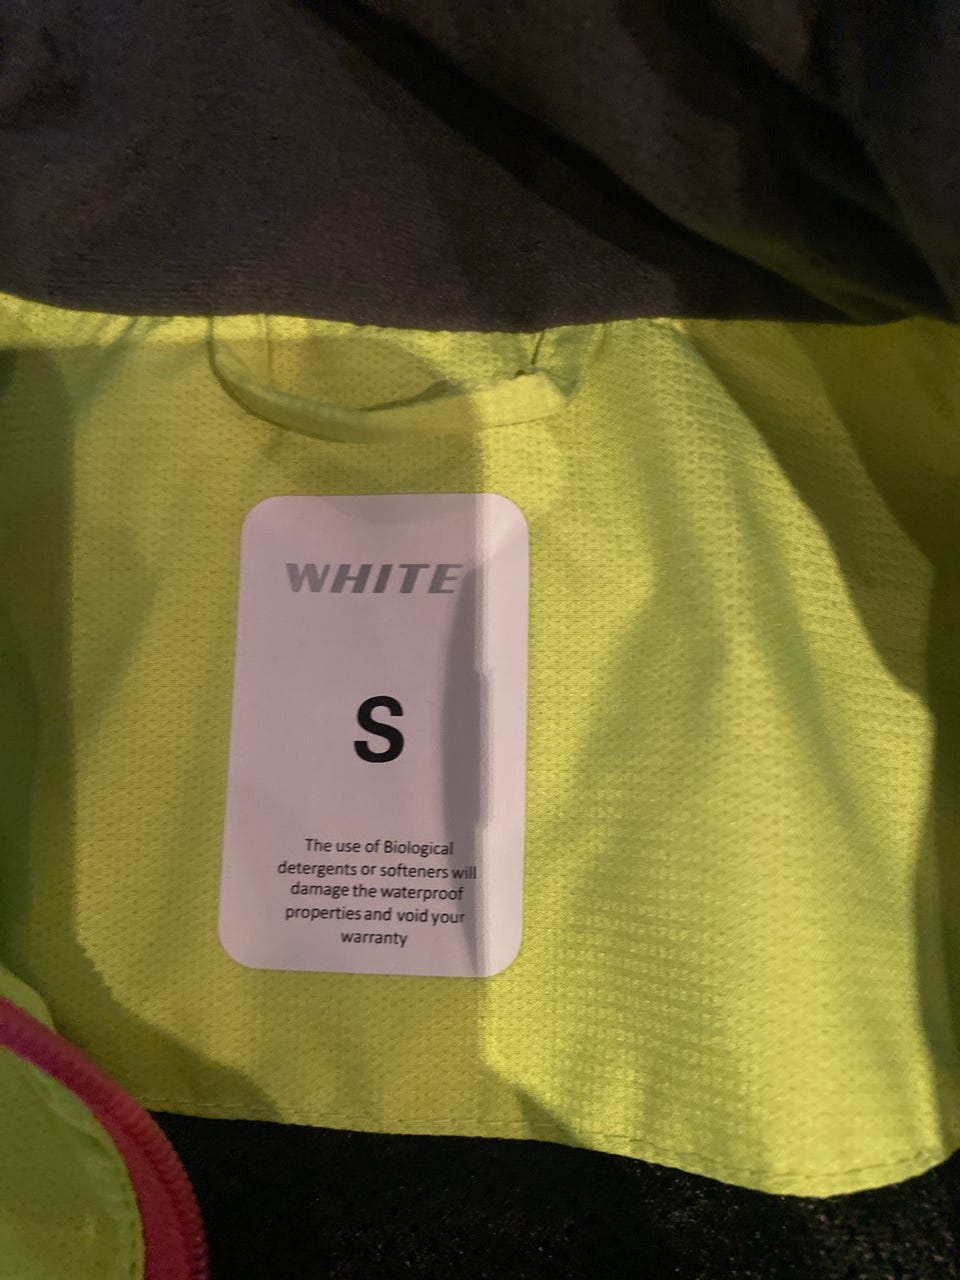 WHITE
S
The use of Biological
detergents or softeners will
damage the waterproof
properties and void your
warranty